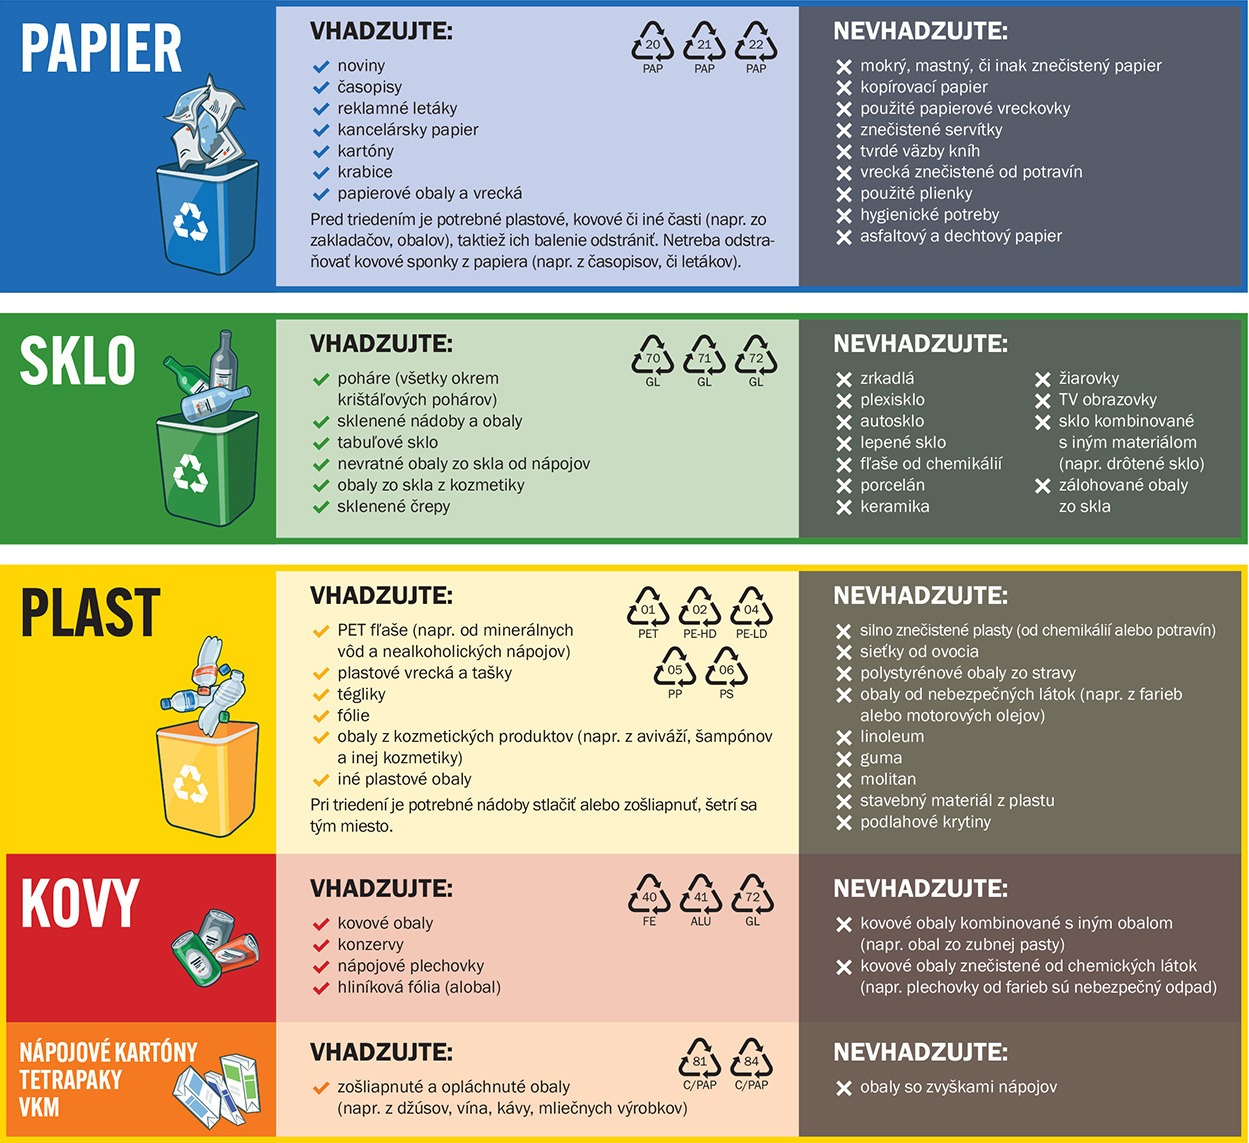 PAPIER
VHADZUJTE:
20
PAP
21
PAP
22
PAP
noviny
časopisy
reklamné letáky
kancelársky papier
kartóny
krabice
papierové obaly a vrecká
Pred triedením je potrebné plastové, kovové či iné časti (napr. zo
zakladačov, obalov), taktiež ich balenie odstrániť. Netreba odstra-
ňovať kovové sponky z papiera (napr. z časopisov, či letákov).
NEVHADZUJTE:
mokrý, mastný, či inak znečistený papier
kopírovací papier
použité papierové vreckovky
znečistené servítky
tvrdé väzby kníh
vrecká znečistené od potravín
použité plienky
hygienické potreby
asfaltový a dechtový papier
SKLO
VHADZUJTE:
70
GL
71
GL
72
GL
poháre (všetky okrem
krištáľových pohárov)
sklenené nádoby a obaly
tabuľové sklo
nevratné obaly zo skla od nápojov
obaly zo skla z kozmetiky
sklenené črepy
NEVHADZUJTE:
zrkadlá
plexisklo
autosklo
lepené sklo
fľaše od chemikálií
porcelán
keramika
žiarovky
TV obrazovky
sklo kombinované
s iným materiálom
(napr. drôtené sklo)
zálohované obaly
zo skla
PLAST
VHADZUJTE:
01
PET
02
PE-HD
04
PE-LD
05
PP
06
PS
PET fľaše (napr. od minerálnych
vôd a nealkoholických nápojov)
plastové vrecká a tašky
tégliky
fólie
obaly z kozmetických produktov (napr. z aviváží, šampónov
a inej kozmetiky)
iné plastové obaly
Pri triedení je potrebné nádoby stlačiť alebo zošliapnuť, šetrí sa
tým miesto.
NEVHADZUJTE:
silno znečistené plasty (od chemikálií alebo potravín)
sieťky od ovocia
polystyrénové obaly zo stravy
obaly od nebezpečných látok (napr. z farieb
alebo motorových olejov)
linoleum
guma
molitan
stavebný materiál z plastu
podlahové krytiny
KOVY
VHADZUJTE:
40
FE
41
ALU
72
GL
kovové obaly
konzervy
nápojové plechovky
hliníková fólia (alobal)
NEVHADZUJTE:
kovové obaly kombinované s iným obalom
(napr. obal zo zubnej pasty)
kovové obaly znečistené od chemických látok
(napr. plechovky od farieb sú nebezpečný odpad)
NÁPOJOVÉ KARTÓNY
TETRAPAKY
VKM
VHADZUJTE:
81
C/PAP
84
C/PAP
zošliapnuté a opláchnuté obaly
(napr. z džúsov, vína, kávy, mliečnych výrobkov)
NEVHADZUJTE:
obaly so zvyškami nápojov